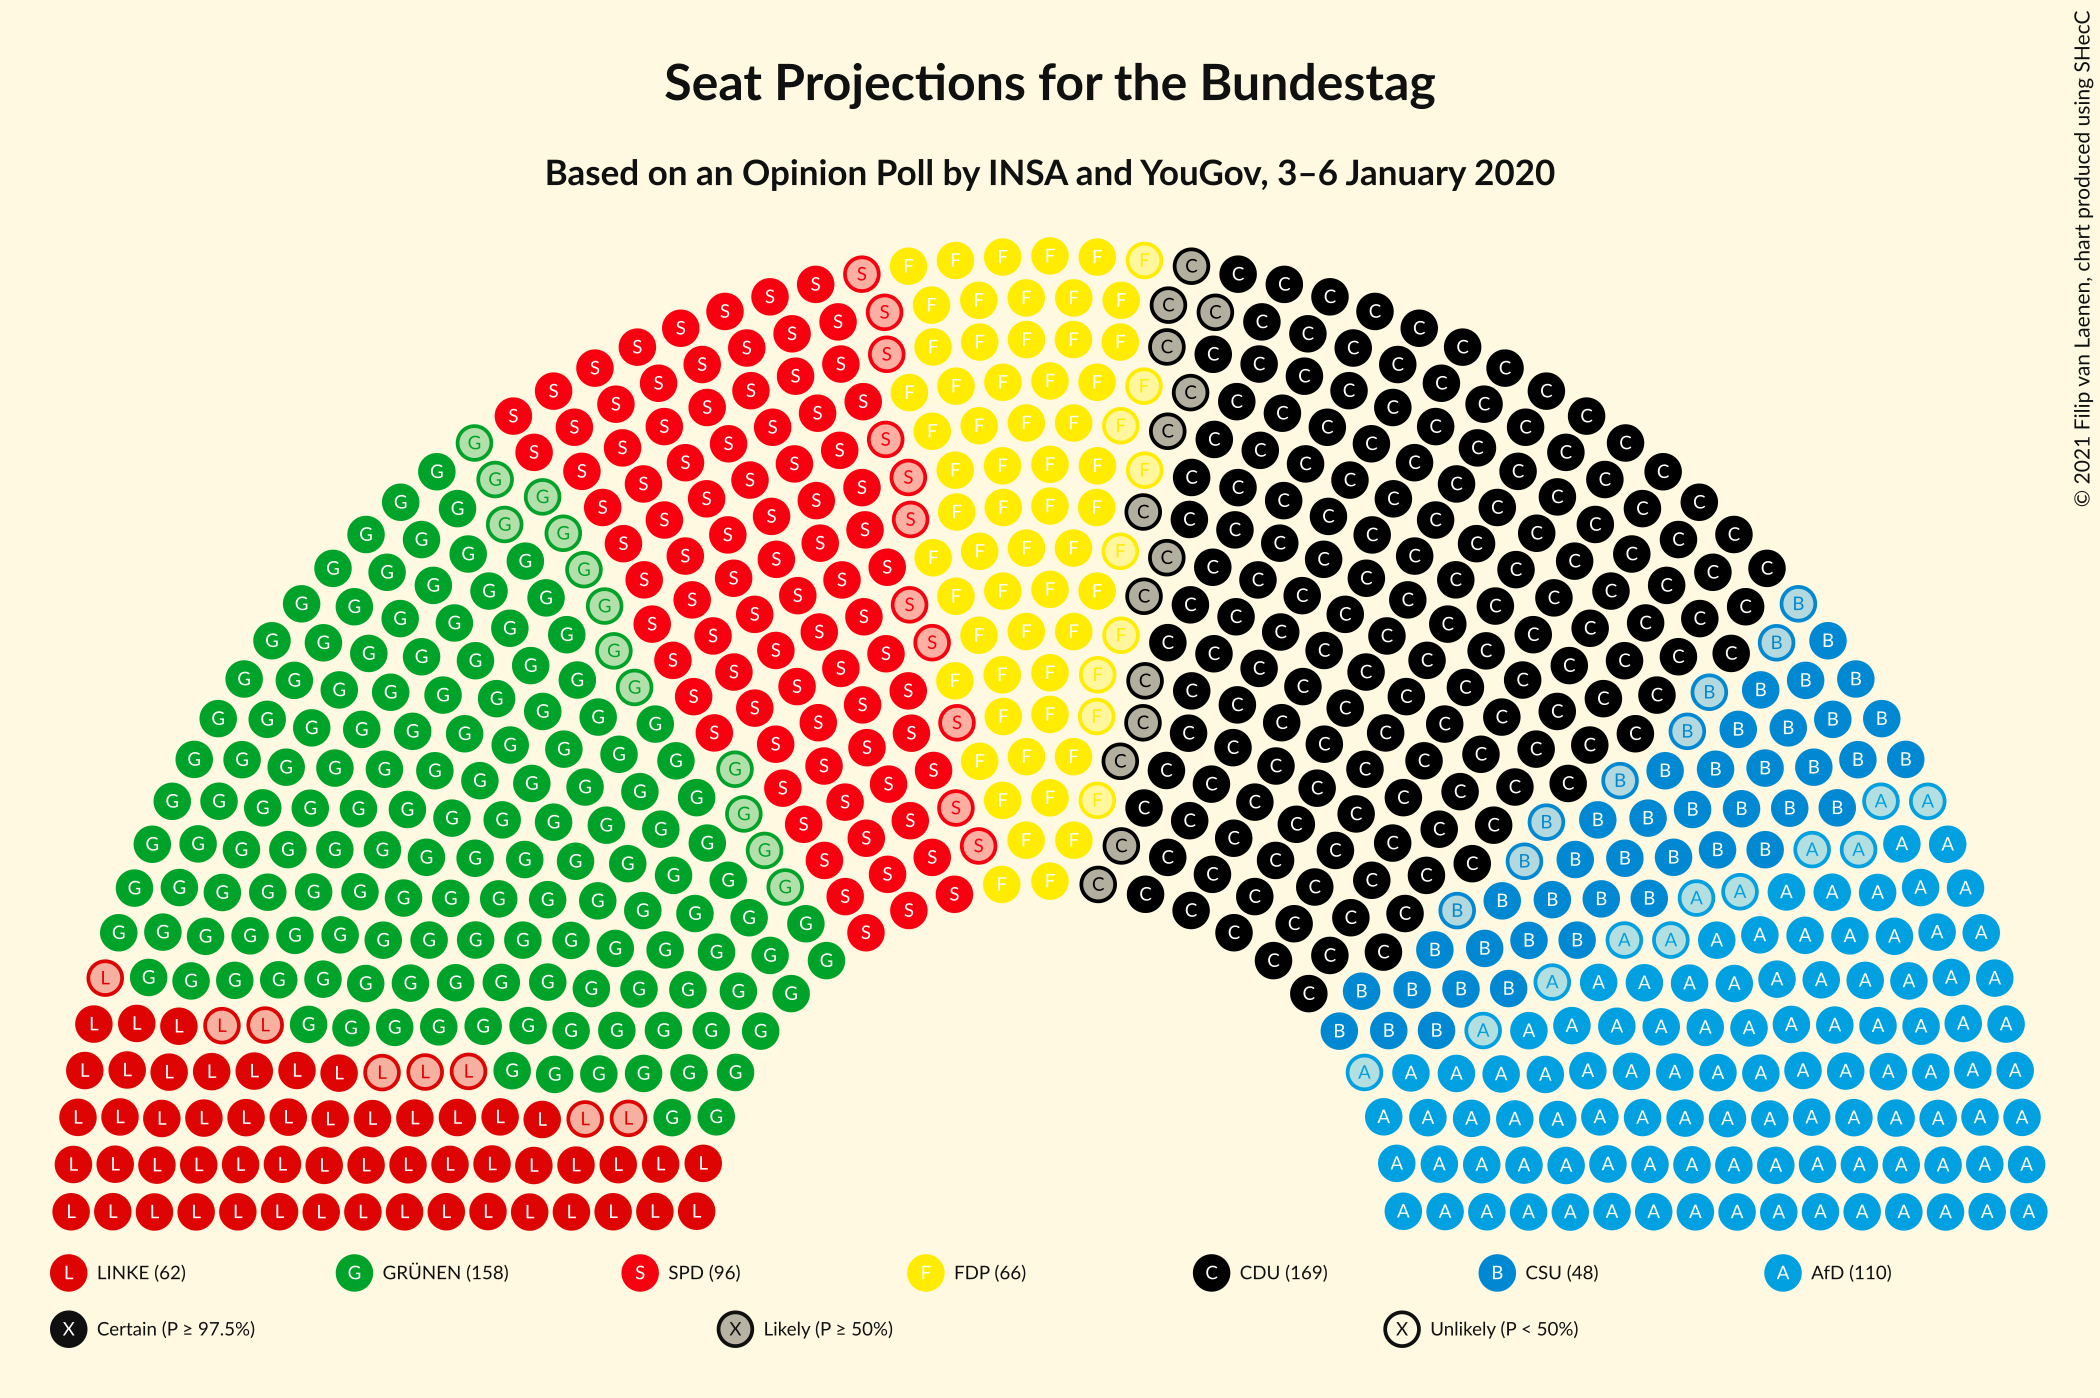 Seat Projections for the Bundestag
Based on an Opinion Poll by INSA and YouGov, 3–6 January 2020
© 2021 Filip van Laenen, chart produced using SHecC
L LINKE (62) G GRÜNEN (158) S SPD (96) F FDP (66) C CDU (169) B CSU (48) A AfD (110)
X Certain (P ≥ 97.5%) X Likely (P ≥ 50%) X Unlikely (P < 50%)